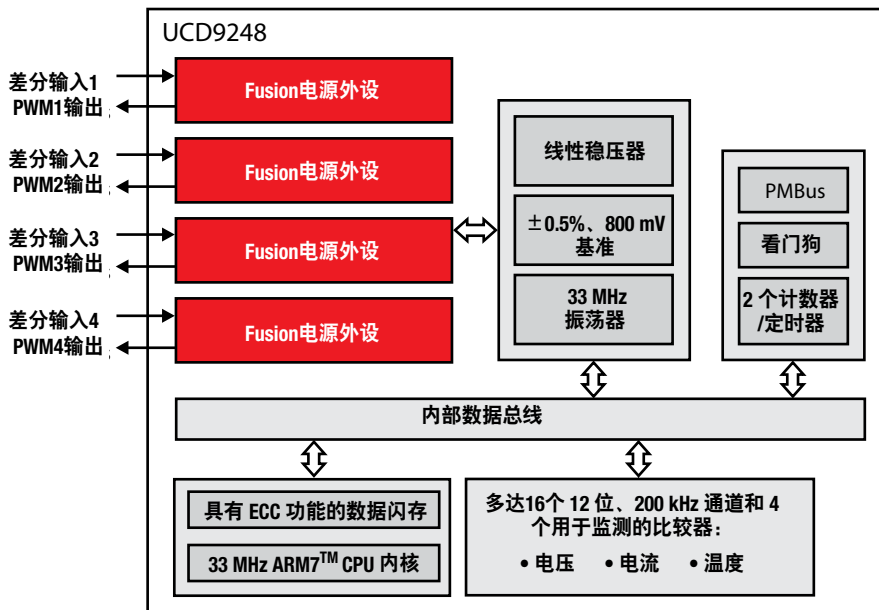 UCD9248
差分输入1
PWM1输出
Fusion电源外设
差分输入2
PWM2输出
Fusion电源外设
差分输入3
PWM3输出
Fusion电源外设
差分输入4
PWM4输出
Fusion电源外设
线性稳压器
±0.5%、800 mV
基准
33 MHz
振荡器
PMBus
看门狗
2 个计数器
/定时器
内部数据总线
具有 ECC 功能的数据闪存
33 MHz ARM7TM CPU 内核
多达16个 12 位、200 kHz 通道和 4
个用于监测的比较器：
• 电压 • 电流 • 温度